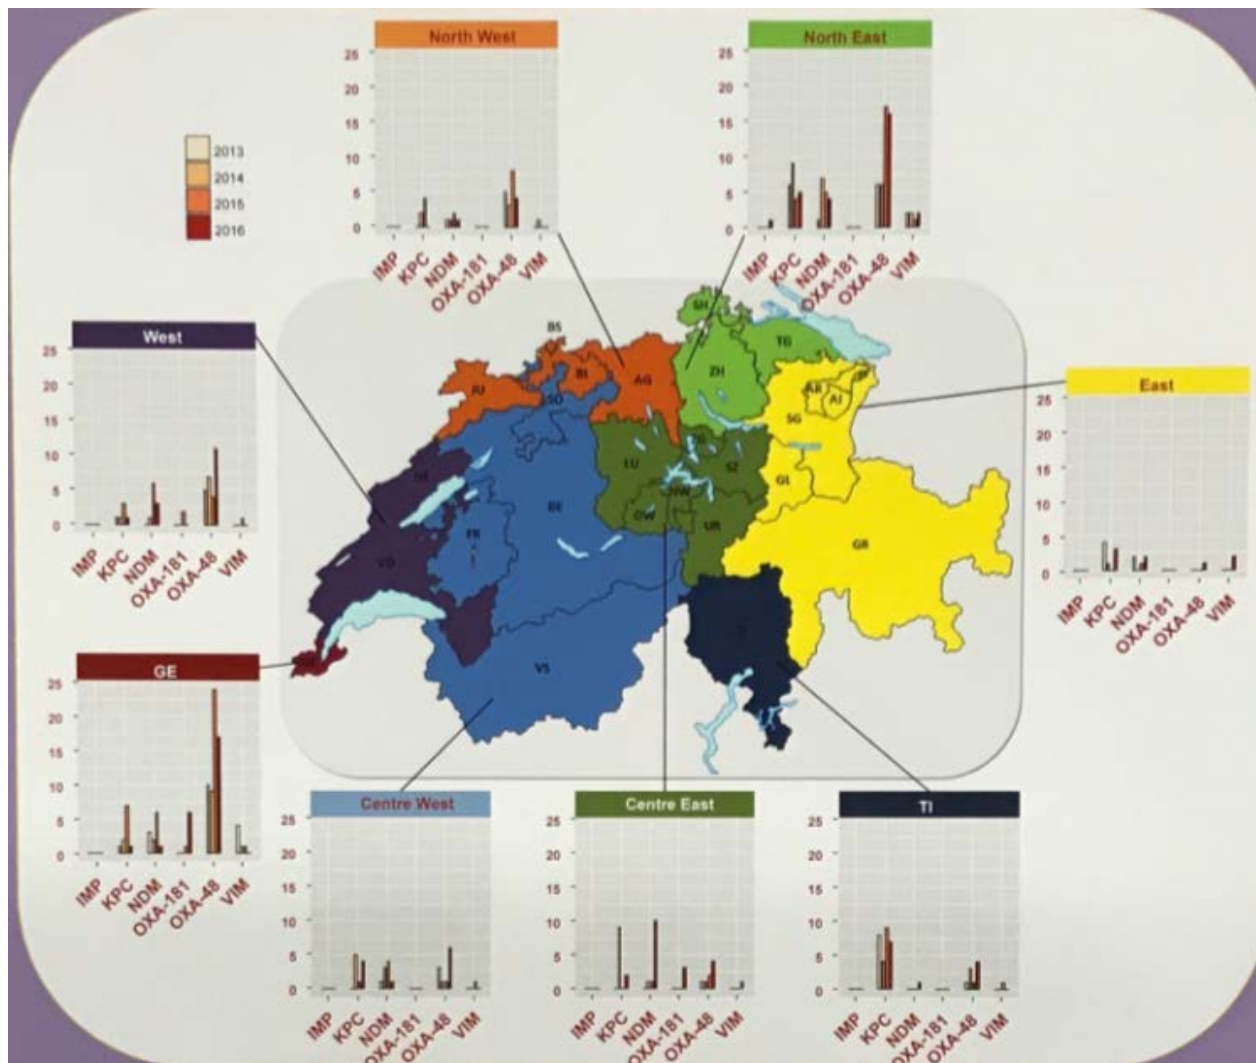 North West
25
20
15
10
5
0
IMP
KPC
NDM
OXA-181
OXA-48
VIM
North East
25
20
15
10
5
0
IMP
KPC
NDM
OXA-181
OXA-48
VIM
2013
2014
2015
2016
West
25
20
15
10
5
0
IMP
KPC
NDM
OXA-181
OXA-48
VIM
SH
BS
TG
ZH
JU
BL
AG
AR
AI
SO
SG
LU
SZ
NE
GL
NW
OW
BE
UR
FR
GR
VD
VS
East
25
20
15
10
5
0
IMP
KPC
NDM
OXA-181
OXA-48
VIM
GE
25
20
15
10
5
0
IMP
KPC
NDM
OXA-181
OXA-48
VIM
Centre West
25
20
15
10
5
0
IMP
KPC
NDM
OXA-181
OXA-48
VIM
Centre East
25
20
15
10
5
0
IMP
KPC
NDM
OXA-181
OXA-48
VIM
TI
25
20
15
10
5
0
IMP
KPC
NDM
OXA-181
OXA-48
VIM